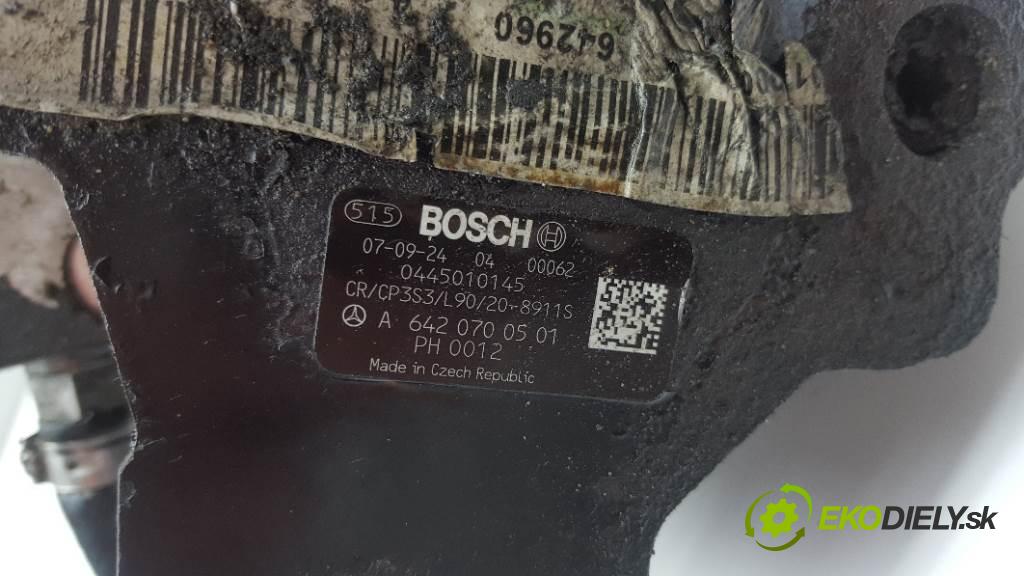 642960
515 BOSCH
07-09-24 04 00062
0445010145
CR/CP3S3/L90/20-8911S
A 642 070 05 01
PH 0012
Made in Czech Republic
EKODIELY.sk